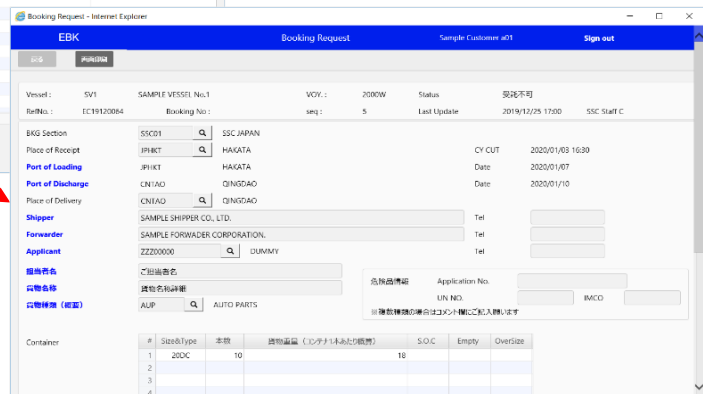 Booking Request - Internet Explorer
EBK Booking Request Sample Customer a01 Sign out
戻る 画面印刷
Vessel : SV1 SAMPLE VESSEL No.1 VOY. : 2000W Status 受託不可
RefNo. : EC19120064 Booking No : seq : 5 Last Update 2019/12/25 17:00 SSC Staff C
BKG Section SSC01 SSC JAPAN
Place of Receipt JPHKT HAKATA CY CUT 2020/01/03 16:30
Port of Loading JPHKT HAKATA Date 2020/01/07
Port of Discharge CNTAO QINGDAO Date 2020/01/10
Place of Delivery CNTAO QINGDAO
Shipper SAMPLE SHIPPER CO., LTD. Tel
Forwarder SAMPLE FORWADER CORPORATION. Tel
Applicant ZZZ00000 DUMMY Tel
担当者名 ご担当者名
危険品情報 Application No.
貨物名称 貨物名称詳細
UN NO. IMCO
貨物種類（概要） AUP AUTO PARTS
※複数種類の場合はコメント欄にご記入願います
Container # Size&Type 本数 貨物重量（コンテナ1本あたり概算） S.O.C Empty OverSize
1 20DC 10 18
2
3
4